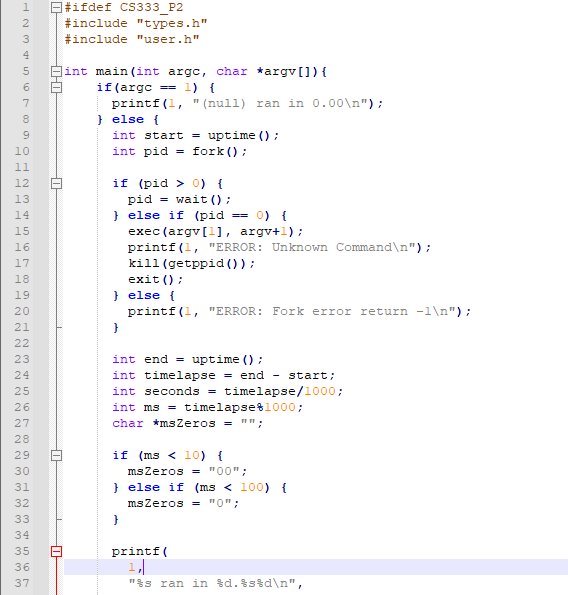 1 #ifdef CS333_P2
2 #include "types.h"
3 #include "user.h"
4
5 int main(int argc, char *argv[]){
6 if(argc == 1) {
7 printf(1, "(null) ran in 0.00\n");
8 } else {
9 int start = uptime();
10 int pid = fork();
11
12 if (pid > 0) {
13 pid = wait();
14 } else if (pid == 0) {
15 exec(argv[1], argv+1);
16 printf(1, "ERROR: Unknown Command\n");
17 kill(getppid());
18 exit();
19 } else {
20 printf(1, "ERROR: Fork error return -1\n");
21 }
22
23 int end = uptime();
24 int timelapse = end - start;
25 int seconds = timelapse/1000;
26 int ms = timelapse%1000;
27 char *msZeros = "";
28
29 if (ms < 10) {
30 msZeros = "00";
31 } else if (ms < 100) {
32 msZeros = "0";
33 }
34
35 printf(
36 1,
37 "%s ran in %d.%s%d\n",